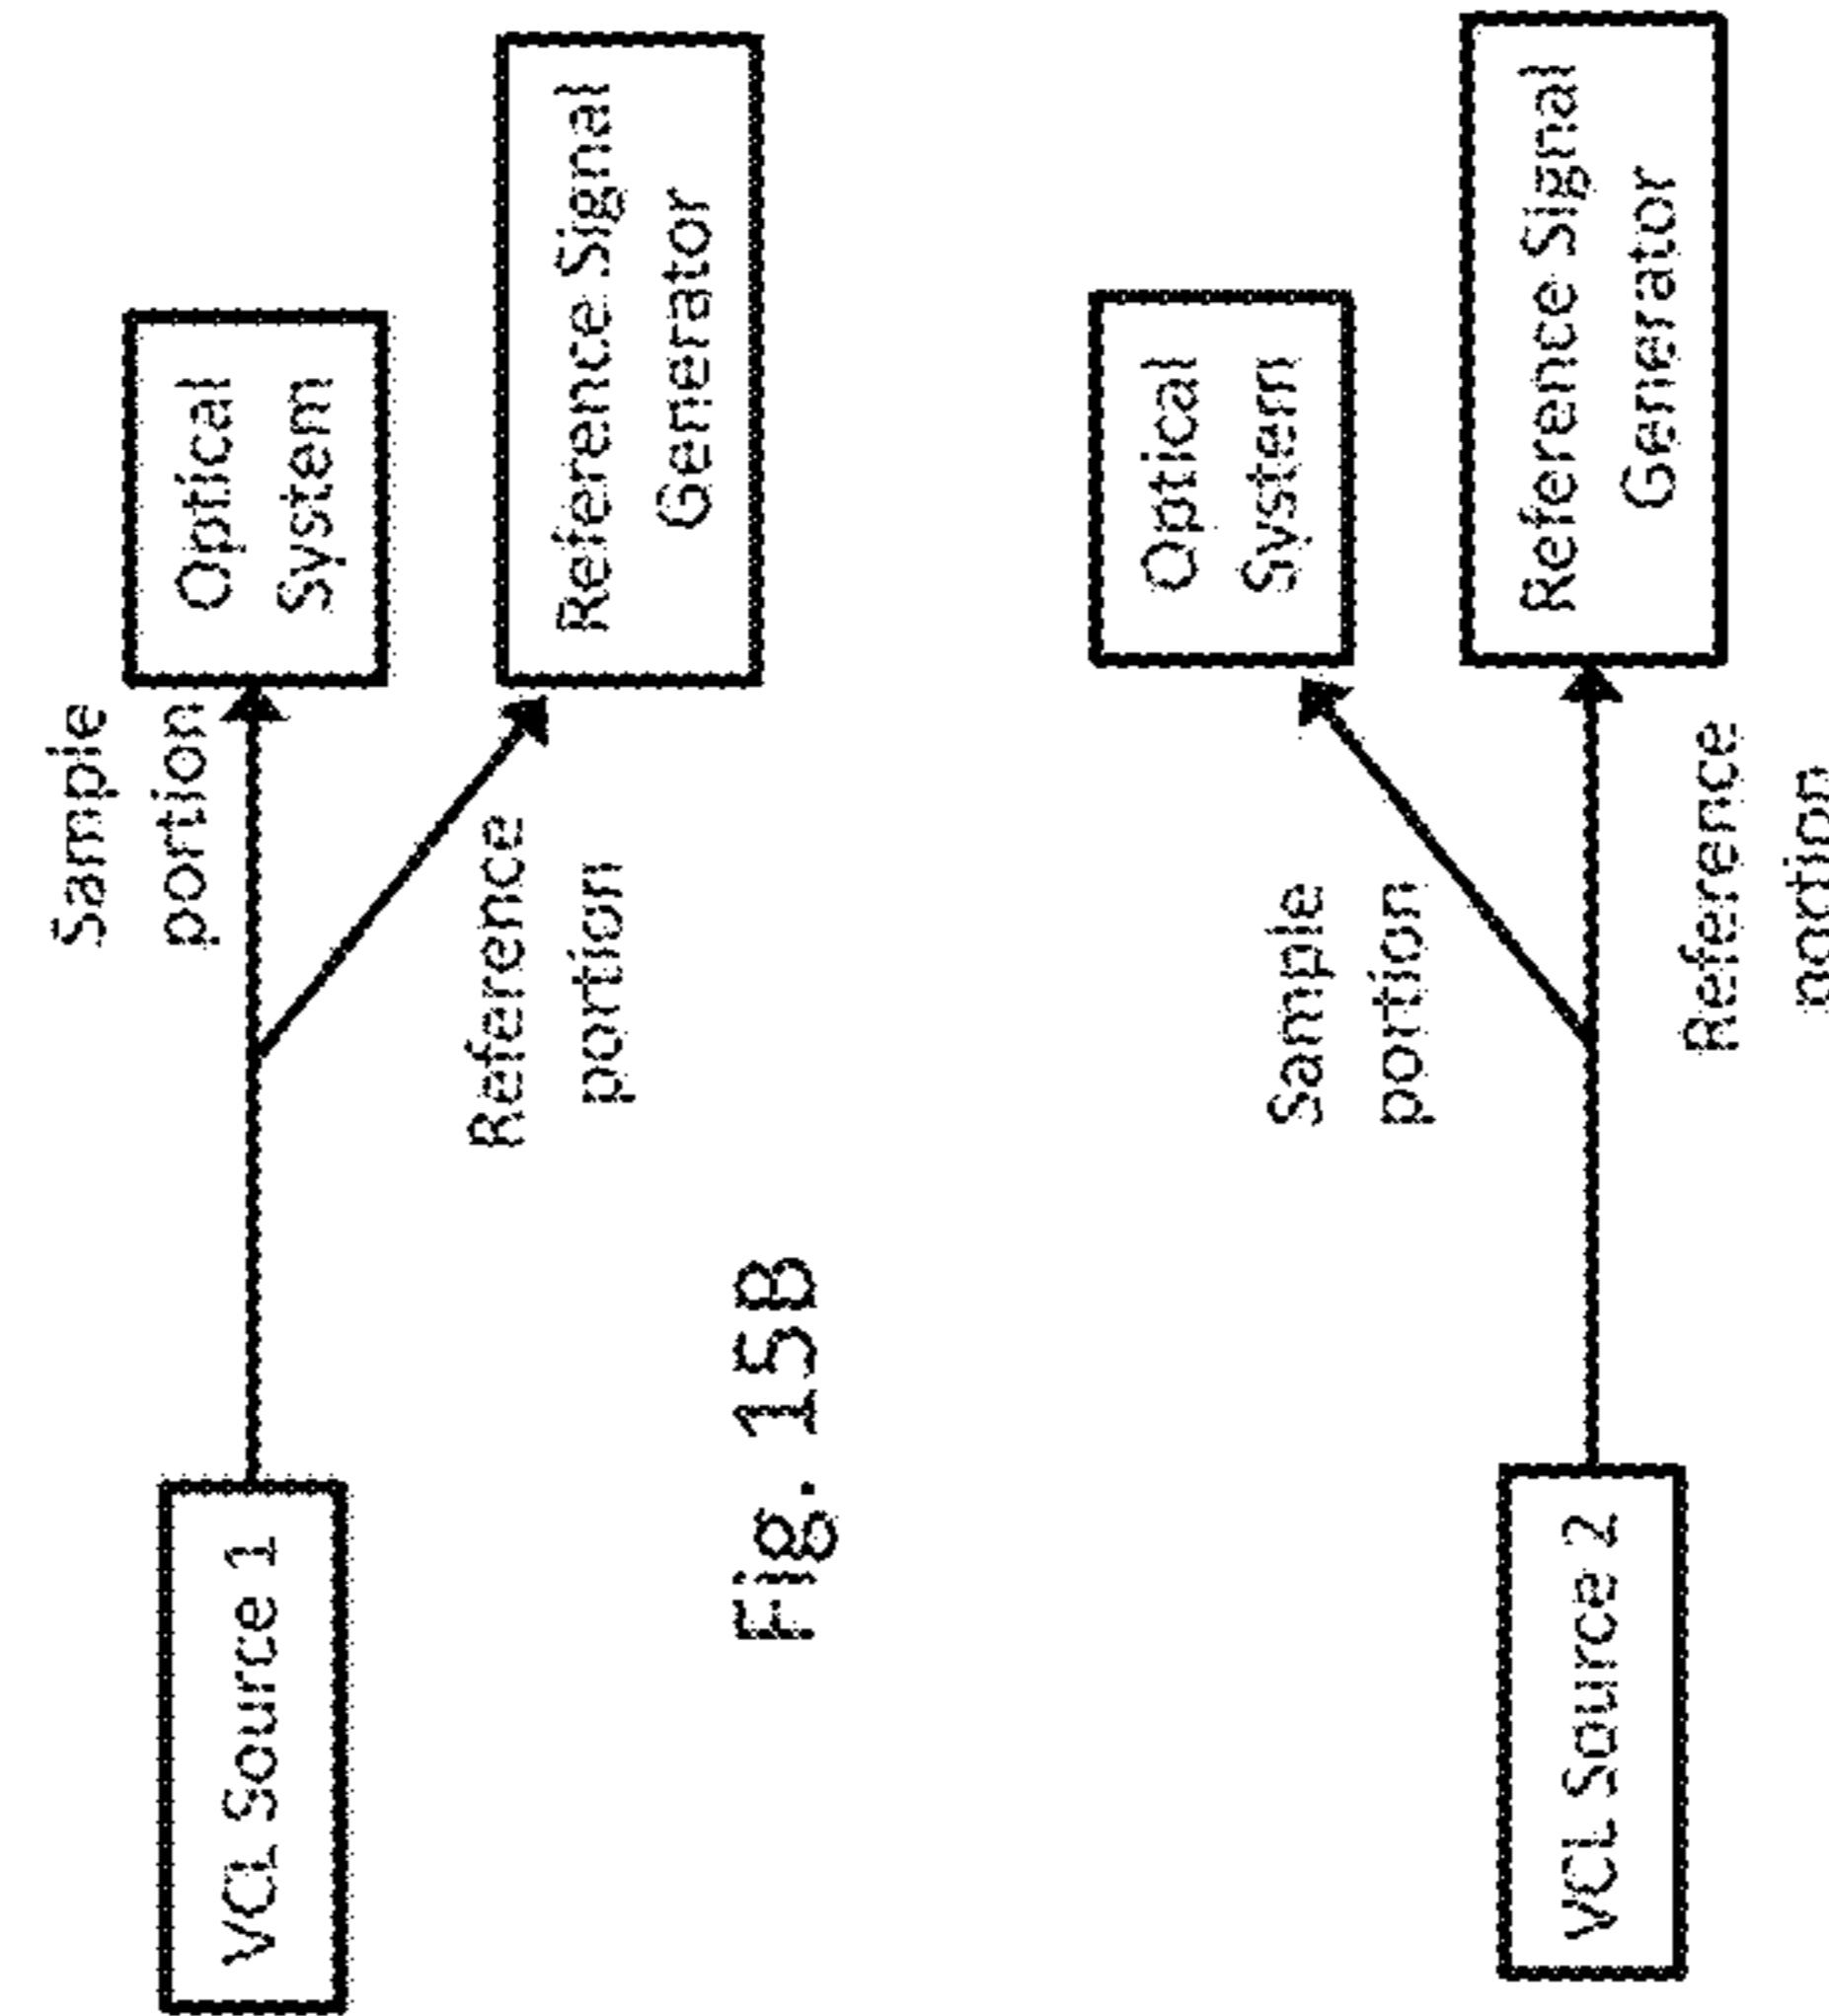 VCL Source 1
Sample
portion
Optical
System
Reference
portion
Reference Signal
Generator
Fig. 15B
VCL Source 2
Sample
portion
Optical
System
Reference
portion
Reference Signal
Generator